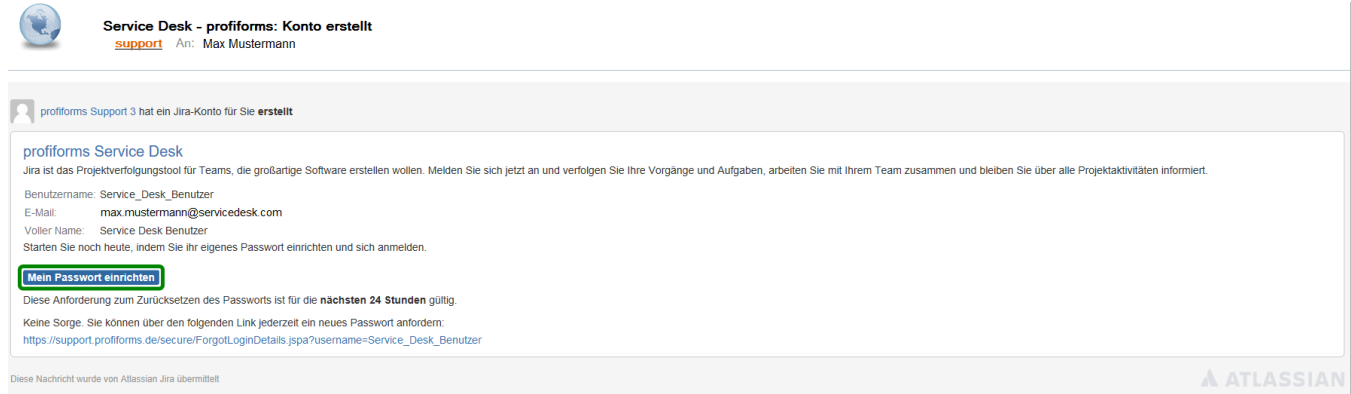 Service Desk - profiforms: Konto erstellt
support An: Max Mustermann
profiforms Support 3 hat ein Jira-Konto für Sie erstellt
profiforms Service Desk
Jira ist das Projektverfolgungstool für Teams, die großartige Software erstellen wollen. Melden Sie sich jetzt an und verfolgen Sie Ihre Vorgänge und Aufgaben, arbeiten Sie mit Ihrem Team zusammen und bleiben Sie über alle Projektaktivitäten informiert.
Benutzername: Service_Desk_Benutzer
E-Mail: max.mustermann@servicedesk.com
Voller Name: Service Desk Benutzer
Starten Sie noch heute, indem Sie ihr eigenes Passwort einrichten und sich anmelden.
Mein Passwort einrichten
Diese Anforderung zum Zurücksetzen des Passworts ist für die nächsten 24 Stunden gültig.
Keine Sorge. Sie können über den folgenden Link jederzeit ein neues Passwort anfordern:
https://support.profiforms.de/secure/ForgotLoginDetails.jspa?username=Service_Desk_Benutzer
Diese Nachricht wurde von Atlassian Jira übermittelt
ATLASSIAN